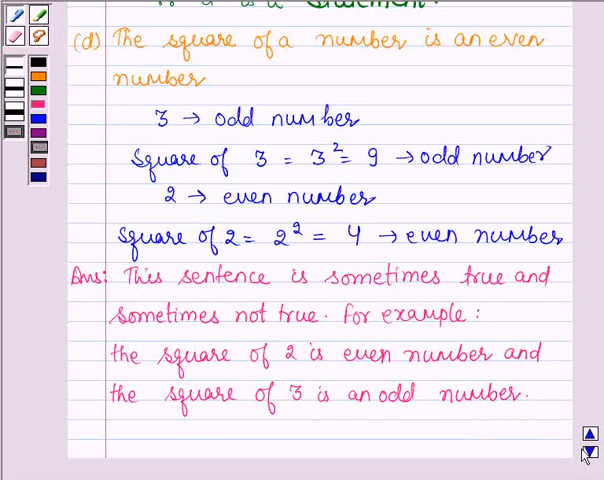 is a Statement.
(d) The square of a number is an even
number
3 → odd number
Square of 3 = 3² = 9 → odd number
2 → even number
Square of 2 = 2² = 4 → even number
Ans: This sentence is sometimes true and
sometimes not true. For example:
the square of 2 is even number and
the square of 3 is an odd number.